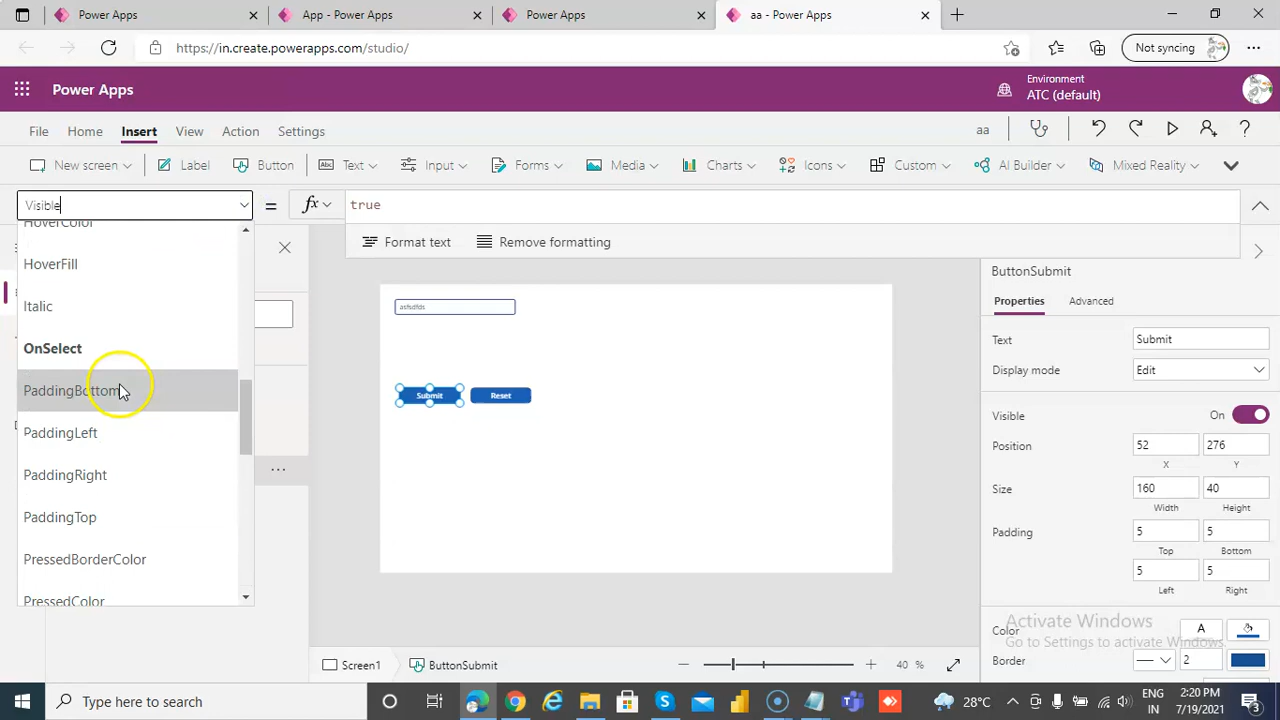 Power Apps
App - Power Apps
Power Apps
aa - Power Apps
https://in.create.powerapps.com/studio/
Not syncing
Power Apps
Environment
ATC (default)
File
Home
Insert
View
Action
Settings
aa
New screen
Label
Button
Text
Input
Forms
Media
Charts
Icons
Custom
AI Builder
Mixed Reality
Visible
=
fx
true
Format text
Remove formatting
HoverColor
HoverFill
Italic
OnSelect
PaddingBottom
PaddingLeft
PaddingRight
PaddingTop
PressedBorderColor
PressedColor
asfsdfds
Submit
Reset
ButtonSubmit
Properties
Advanced
Text
Submit
Display mode
Edit
Visible
On
Position
52
276
X
Y
Size
160
40
Width
Height
Padding
5
5
Top
Bottom
5
5
Left
Right
Color
A
Border
2
Activate Windows
Go to Settings to activate Windows.
Screen1
ButtonSubmit
40 %
Type here to search
28°C
ENG
IN
2:20 PM
7/19/2021
3